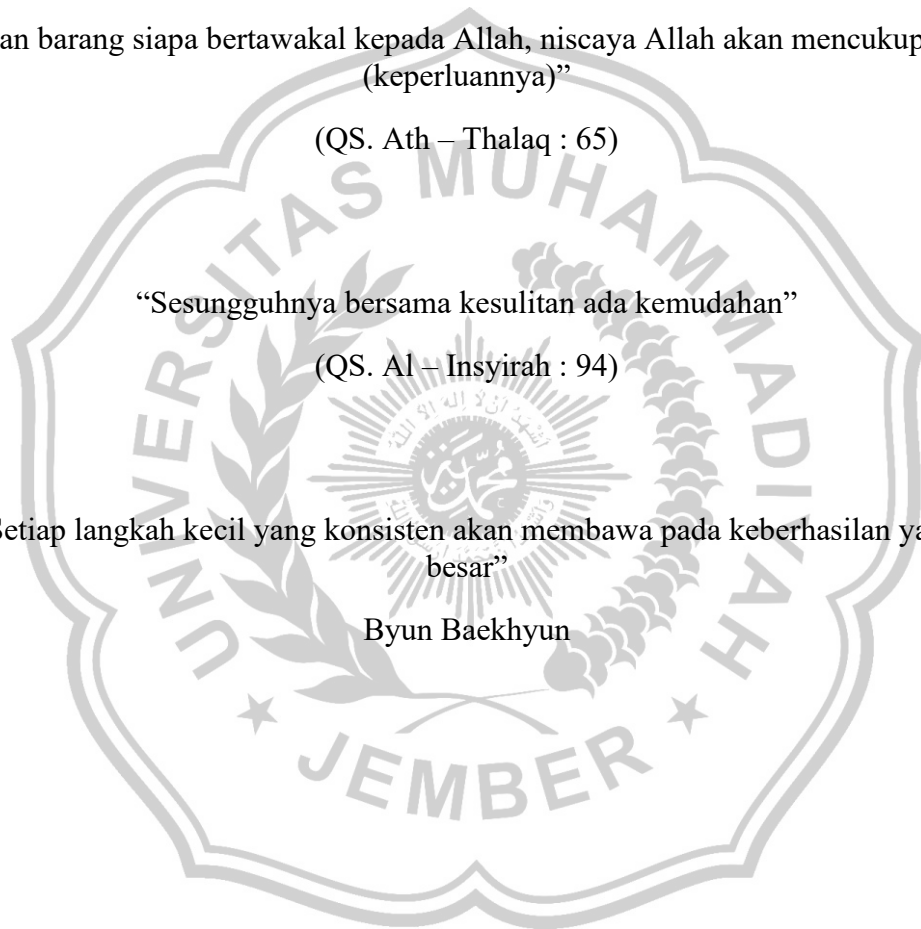 an barang siapa bertawakal kepada Allah, niscaya Allah akan mencukup
(keperluannya)”
(QS. Ath – Thalaq : 65)
“Sesungguhnya bersama kesulitan ada kemudahan”
(QS. Al – Insyirah : 94)
Setiap langkah kecil yang konsisten akan membawa pada keberhasilan ya
besar”
Byun Baekhyun
UNIVERSITAS MUHAMMADIYAH
JEMBER